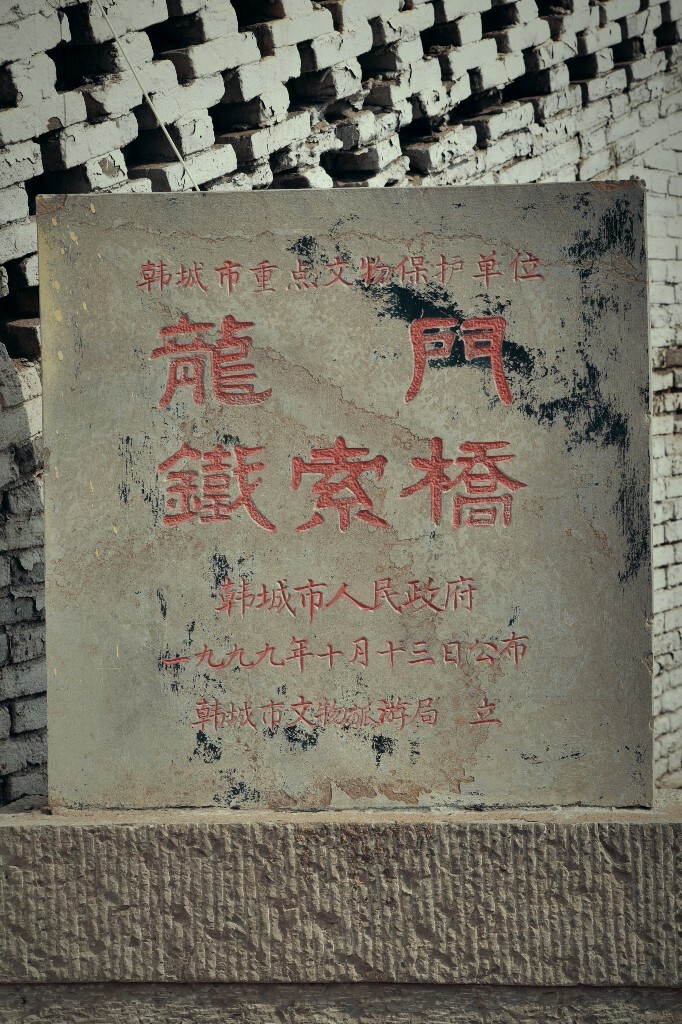 韩城市重点文物保护单位
龍門
鐵索橋
韩城市人民政府
一九九九年十月十三日公布
韩城市文物旅游局 立